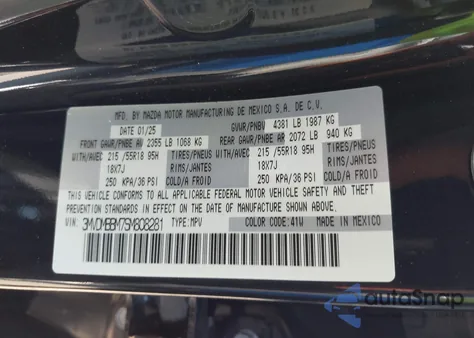 MFD. BY MAZDA MOTOR MANUFACTURING DE MEXICO S.A. DE C.V.
DATE 01/25 GVWR/PNBV 4381 LB 1987 KG
FRONT GAWR/PNBE AV 2355 LB 1068 KG REAR GAWR/PNBE AR 2072 LB 940 KG
WITH/AVEC 215/55R18 95H TIRES/PNEUS WITH/AVEC 215/55R18 95H TIRES/PNEUS
18X7J 18X7J
250 KPA/36 PSI COLD/A FROID 250 KPA/36 PSI COLD/A FROID
THIS VEHICLE CONFORMS TO ALL APPLICABLE FEDERAL MOTOR VEHICLE SAFETY AND THEFT
PREVENTION STANDARDS IN EFFECT ON THE DATE OF MANUFACTURE SHOWN ABOVE.
VIN: 3MVDMBBM7SM808281 TYPE: MPV COLOR CODE: 41W MADE IN MEXICO
autoSnap